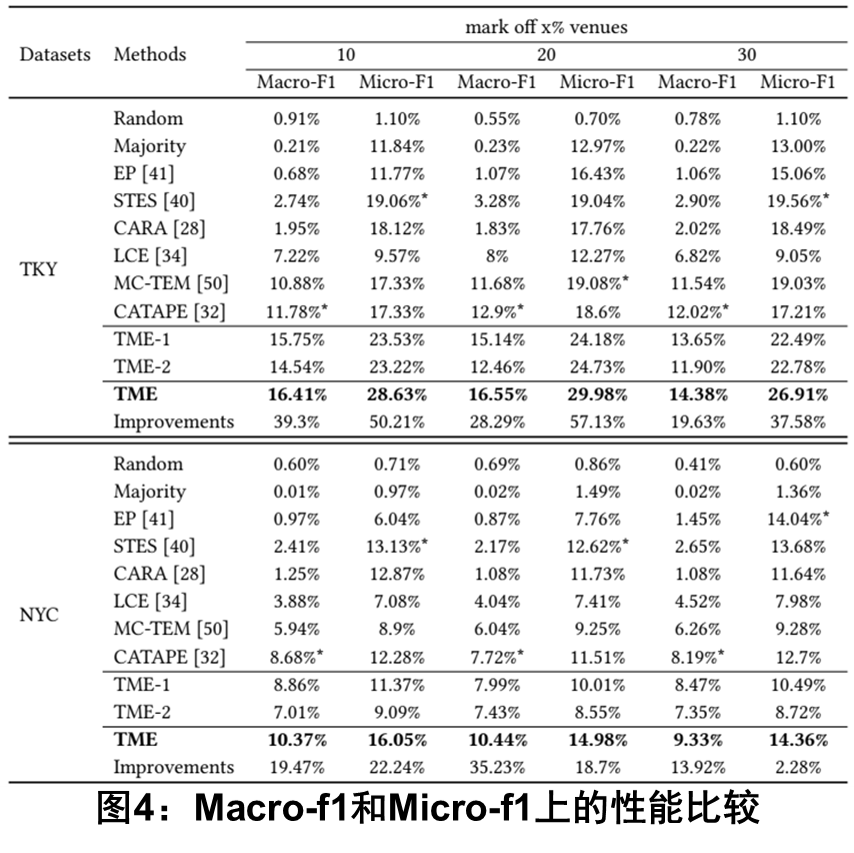 mark off x% venues
Datasets Methods 10 20 30
Macro-F1 Micro-F1 Macro-F1 Micro-F1 Macro-F1 Micro-F1
Random 0.91% 1.10% 0.55% 0.70% 0.78% 1.10%
Majority 0.21% 11.84% 0.23% 12.97% 0.22% 13.00%
EP [41] 0.68% 11.77% 1.07% 16.43% 1.06% 15.06%
STES [40] 2.74% 19.06%* 3.28% 19.04% 2.90% 19.56%*
CARA [28] 1.95% 18.12% 1.83% 17.76% 2.02% 18.49%
LCE [34] 7.22% 9.57% 8% 12.27% 6.82% 9.05%
TKY
MC-TEM [50] 10.88% 17.33% 11.68% 19.08%* 11.54% 19.03%
CATAPE [32] 11.78%* 17.33% 12.9%* 18.6% 12.02%* 17.21%
TME-1 15.75% 23.53% 15.14% 24.18% 13.65% 22.49%
TME-2 14.54% 23.22% 12.46% 24.73% 11.90% 22.78%
TME 16.41% 28.63% 16.55% 29.98% 14.38% 26.91%
Improvements 39.3% 50.21% 28.29% 57.13% 19.63% 37.58%
Random 0.60% 0.71% 0.69% 0.86% 0.41% 0.60%
Majority 0.01% 0.97% 0.02% 1.49% 0.02% 1.36%
EP [41] 0.97% 6.04% 0.87% 7.76% 1.45% 14.04%*
STES [40] 2.41% 13.13%* 2.17% 12.62%* 2.65% 13.68%
CARA [28] 1.25% 12.87% 1.08% 11.73% 1.08% 11.64%
LCE [34] 3.88% 7.08% 4.04% 7.41% 4.52% 7.98%
NYC
MC-TEM [50] 5.94% 8.9% 6.04% 9.25% 6.26% 9.28%
CATAPE [32] 8.68%* 12.28% 7.72%* 11.51% 8.19%* 12.7%
TME-1 8.86% 11.37% 7.99% 10.01% 8.47% 10.49%
TME-2 7.01% 9.09% 7.43% 8.55% 7.35% 8.72%
TME 10.37% 16.05% 10.44% 14.98% 9.33% 14.36%
Improvements 19.47% 22.24% 35.23% 18.7% 13.92% 2.28%
图4：Macro-f1和Micro-f1上的性能比较